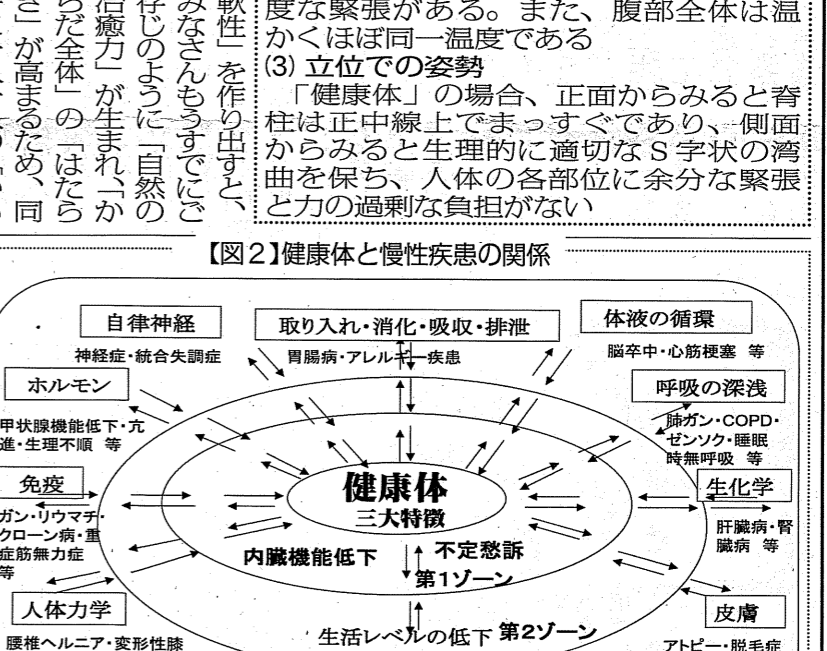 度な緊張がある。また、腹部全体は温
かくほぼ同一温度である
(3) 立位での姿勢
「健康体」の場合、正面からみると脊
柱は正中線上でまっすぐであり、側面
からみると生理的に適切なS字状の湾
曲を保ち、人体の各部位に余分な緊張
と力の過剰な負担がない
軟性」を作り出すと、
みなさんもうすでにご
存じのように「自然の
治癒力」が生まれ、「か
らだ全体」の「はたら
き」が高まるため、同
【図2】健康体と慢性疾患の関係
自律神経
神経症・統合失調症
取り入れ・消化・吸収・排泄
胃腸病・アレルギー疾患
体液の循環
脳卒中・心筋梗塞 等
ホルモン
甲状腺機能低下・亢
進・生理不順 等
呼吸の深浅
肺ガン・COPD・
ゼンソク・睡眠
時無呼吸 等
免疫
ガン・リウマチ・
クローン病・重
症筋無力症
等
健康体
三大特徴
生化学
肝臓病・腎
臓病 等
内臓機能低下
不定愁訴
第1ゾーン
人体力学
腰椎ヘルニア・変形性膝
生活レベルの低下 第2ゾーン
皮膚
アトピー・脱毛症